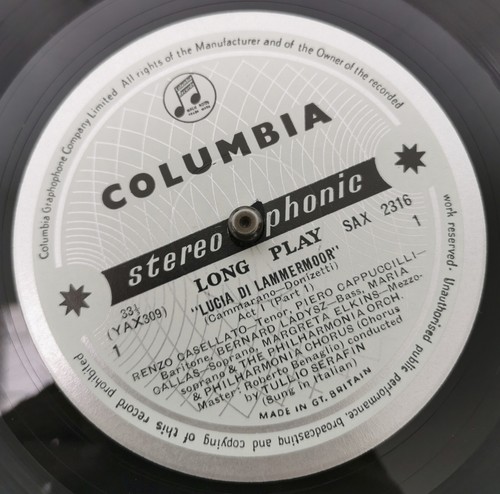 Columbia Graphophone Company Limited All rights of the Manufacturer and of the Owner of the recorded work reserved. Unauthorised public performance, broadcasting and copying of this record prohibited
COLUMBIA
stereo phonic
LONG PLAY
SAX 2316
33⅓
(YAX309)
1
1
"LUCIA DI LAMMERMOOR"
(Cammarano-Donizetti)
Act 1 (Part 1)
RENZO CASELLATO—Tenor, PIERO CAPPUCCILLI—
Baritone, BERNARD LADYSZ—Bass, MARIA
CALLAS—Soprano, MARGRETA ELKINS—Mezzo-
soprano & THE PHILHARMONIA ORCH.
& PHILHARMONIA CHORUS (Chorus
Master: Roberto Benaglio) conducted
by TULLIO SERAFIN
(Sung in Italian)
MADE IN GT. BRITAIN